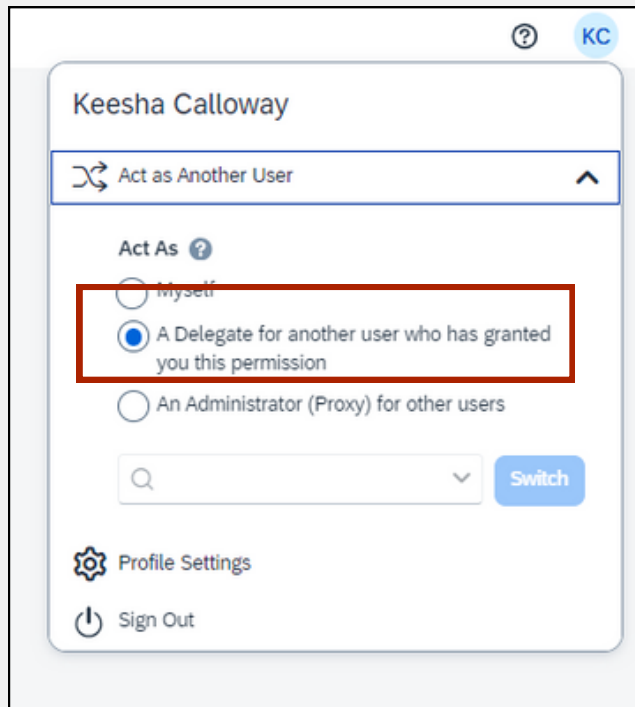 KC
Keesha Calloway
Act as Another User
Act As
Myself
A Delegate for another user who has granted
you this permission
An Administrator (Proxy) for other users
Switch
Profile Settings
Sign Out